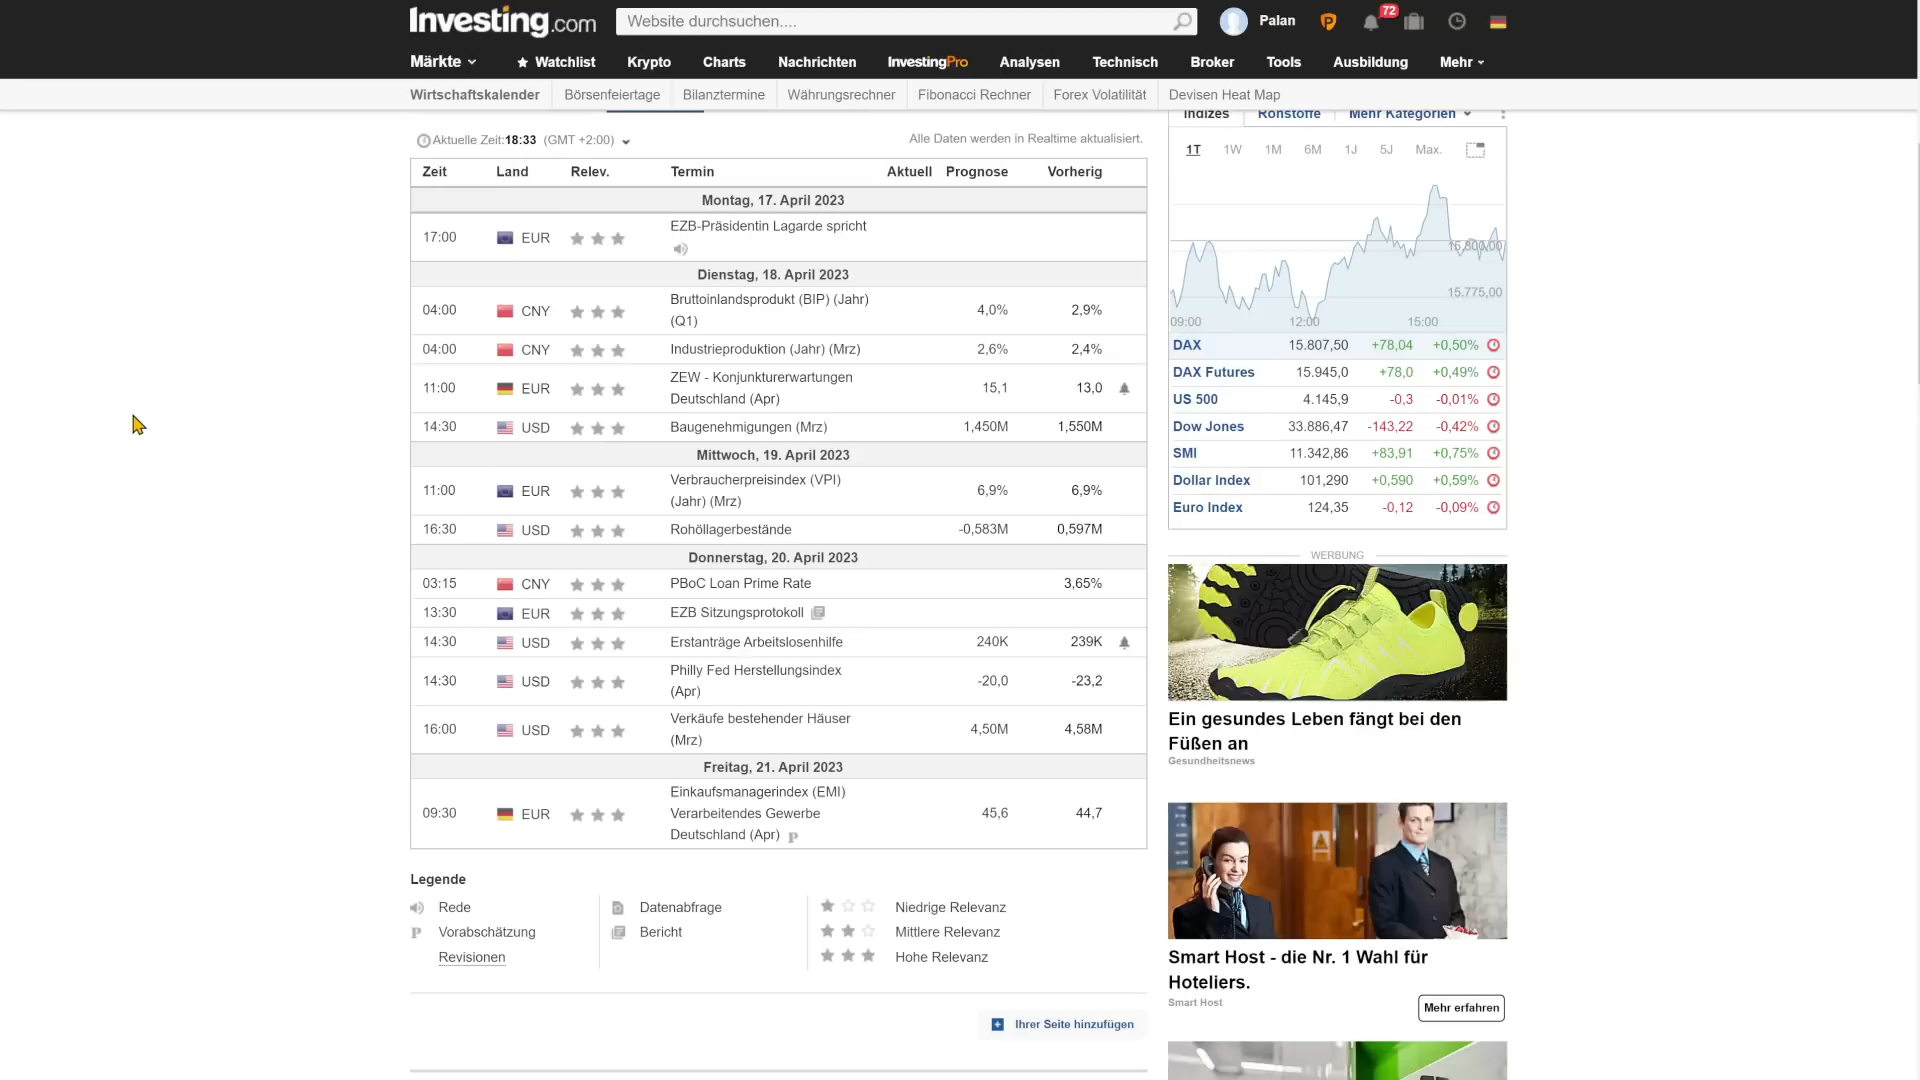 Investing.com
Website durchsuchen....
Palan
72
Märkte
Watchlist
Krypto
Charts
Nachrichten
InvestingPro
Analysen
Technisch
Broker
Tools
Ausbildung
Mehr
Wirtschaftskalender
Börsenfeiertage
Bilanztermine
Währungsrechner
Fibonacci Rechner
Forex Volatilität
Devisen Heat Map
Aktuelle Zeit:18:33 (GMT +2:00)
Alle Daten werden in Realtime aktualisiert.
Zeit Land Relev. Termin Aktuell Prognose Vorherig
Montag, 17. April 2023
17:00 EUR EZB-Präsidentin Lagarde spricht
Dienstag, 18. April 2023
04:00 CNY Bruttoinlandsprodukt (BIP) (Jahr)
(Q1) 4,0% 2,9%
04:00 CNY Industrieproduktion (Jahr) (Mrz) 2,6% 2,4%
11:00 EUR ZEW - Konjunkturerwartungen
Deutschland (Apr) 15,1 13,0
14:30 USD Baugenehmigungen (Mrz) 1,450M 1,550M
Mittwoch, 19. April 2023
11:00 EUR Verbraucherpreisindex (VPI)
(Jahr) (Mrz) 6,9% 6,9%
16:30 USD Rohöllagerbestände -0,583M 0,597M
Donnerstag, 20. April 2023
03:15 CNY PBoC Loan Prime Rate 3,65%
13:30 EUR EZB Sitzungsprotokoll
14:30 USD Erstanträge Arbeitslosenhilfe 240K 239K
14:30 USD Philly Fed Herstellungsindex
(Apr) -20,0 -23,2
16:00 USD Verkäufe bestehender Häuser
(Mrz) 4,50M 4,58M
Freitag, 21. April 2023
09:30 EUR Einkaufsmanagerindex (EMI)
Verarbeitendes Gewerbe
Deutschland (Apr) P 45,6 44,7
Legende
Rede
P Vorabschätzung
Revisionen
Datenabfrage
Bericht
Niedrige Relevanz
Mittlere Relevanz
Hohe Relevanz
Ihrer Seite hinzufügen
Indizes Rohstoffe Mehr Kategorien
1T 1W 1M 6M 1J 5J Max.
15.800,00
15.775,00
09:00 12:00 15:00
DAX 15.807,50 +78,04 +0,50%
DAX Futures 15.945,0 +78,0 +0,49%
US 500 4.145,9 -0,3 -0,01%
Dow Jones 33.886,47 -143,22 -0,42%
SMI 11.342,86 +83,91 +0,75%
Dollar Index 101,290 +0,590 +0,59%
Euro Index 124,35 -0,12 -0,09%
WERBUNG
Ein gesundes Leben fängt bei den
Füßen an
Gesundheitsnews
Smart Host - die Nr. 1 Wahl für
Hoteliers.
Smart Host
Mehr erfahren